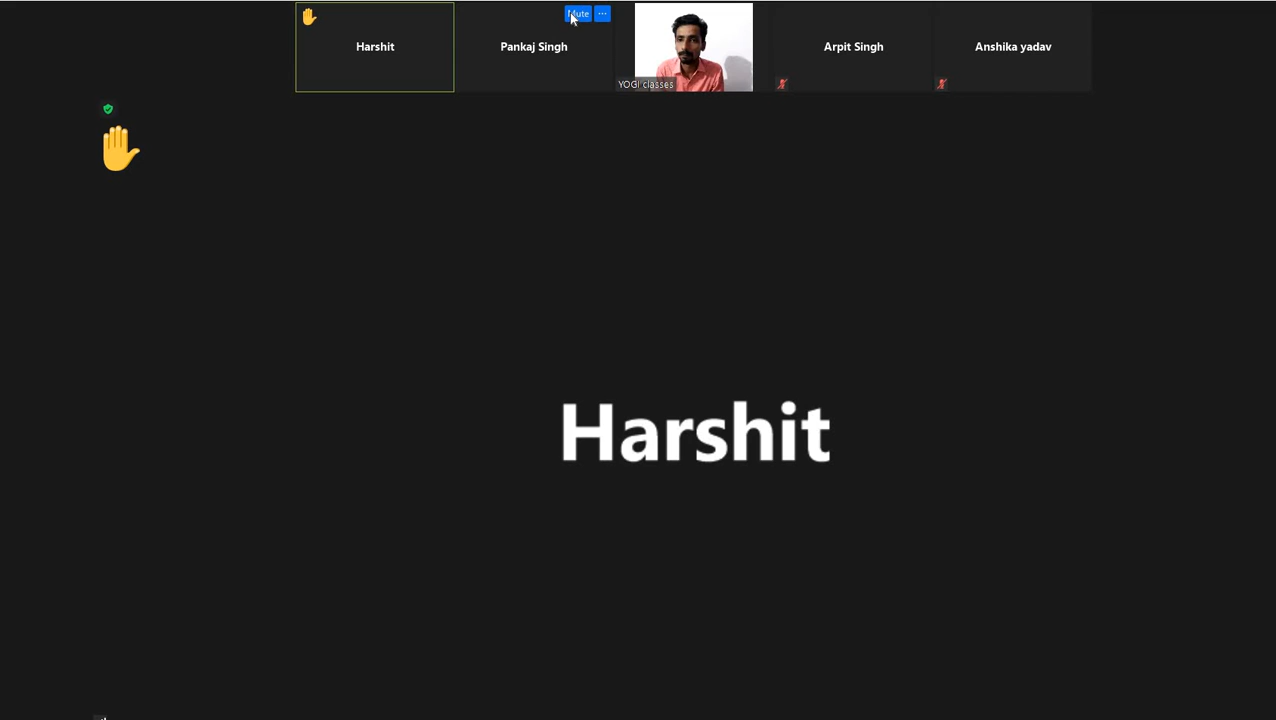 Harshit
Pankaj Singh
Mute
YOGI classes
Arpit Singh
Anshika yadav
Harshit